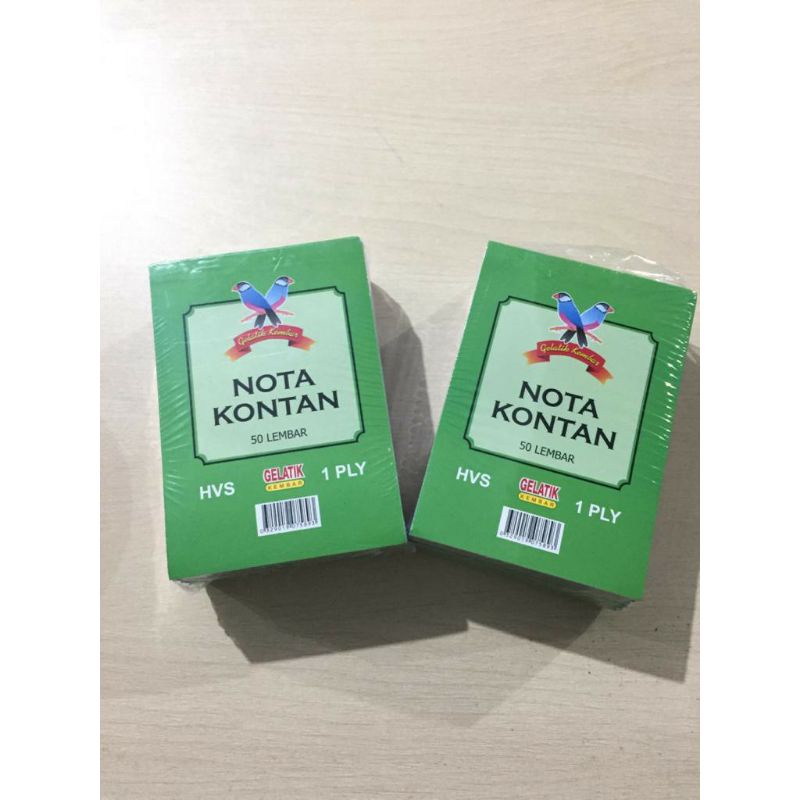 Gelatik Kembar
NOTA
KONTAN
50 LEMBAR
HVS
GELATIK
KEMBAR
1 PLY
Gelatik Kembar
NOTA
KONTAN
50 LEMBAR
HVS
GELATIK
KEMBAR
1 PLY